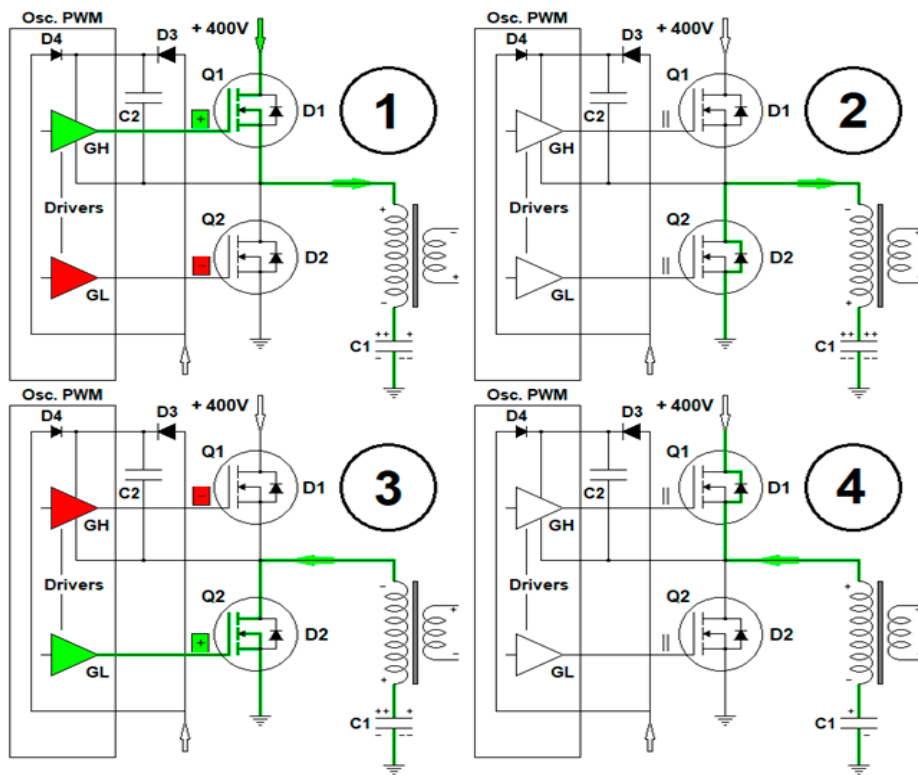 Osc. PWM
D4 D3 + 400V
Q1
1
C2 + D1
GH
Drivers + -
Q2
- D2
GL - +
C1 ++ +
-- --
Osc. PWM
D4 D3 + 400V
Q1
2
C2 D1
GH
Drivers - -
Q2
D2
GL + +
C1 ++ ++
-- --
Osc. PWM
D4 D3 + 400V
Q1
3
C2 - D1
GH
Drivers - +
Q2
+ D2
GL + -
C1 ++ +
--
Osc. PWM
D4 D3 + 400V
Q1
4
C2 D1
GH
Drivers + +
Q2
D2
GL - -
C1 +
-